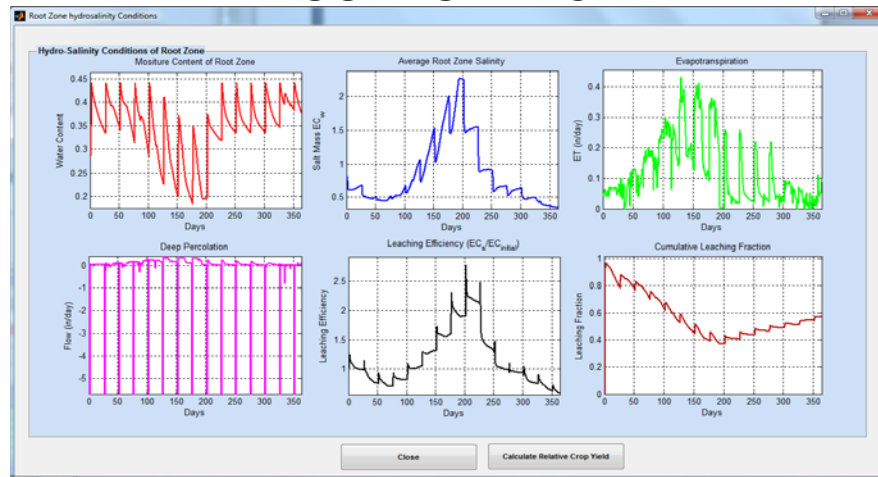 Root Zone hydrosalinity Conditions
Hydro-Salinity Conditions of Root Zone
Mositure Content of Root Zone
0.45
0.4
0.35
0.3
0.25
0.2
Water Content
0 50 100 150 200 250 300 350
Days
Average Root Zone Salinity
2
1.5
1
0.5
Salt Mass ECw
0 50 100 150 200 250 300 350
Days
Evapotranspiration
0.4
0.3
0.2
0.1
0
ET (in/day)
0 50 100 150 200 250 300 350
Days
Deep Percolation
0
-1
-2
-3
-4
-5
Flow (in/day)
0 50 100 150 200 250 300 350
Days
Leaching Efficiency (ECs/ECinitial)
2.5
2
1.5
1
Leaching Efficiency
0 50 100 150 200 250 300 350
Days
Cumulative Leaching Fraction
1
0.8
0.6
0.4
0.2
0
Leaching Fraction
0 50 100 150 200 250 300 350
Days
Close
Calculate Relative Crop Yield